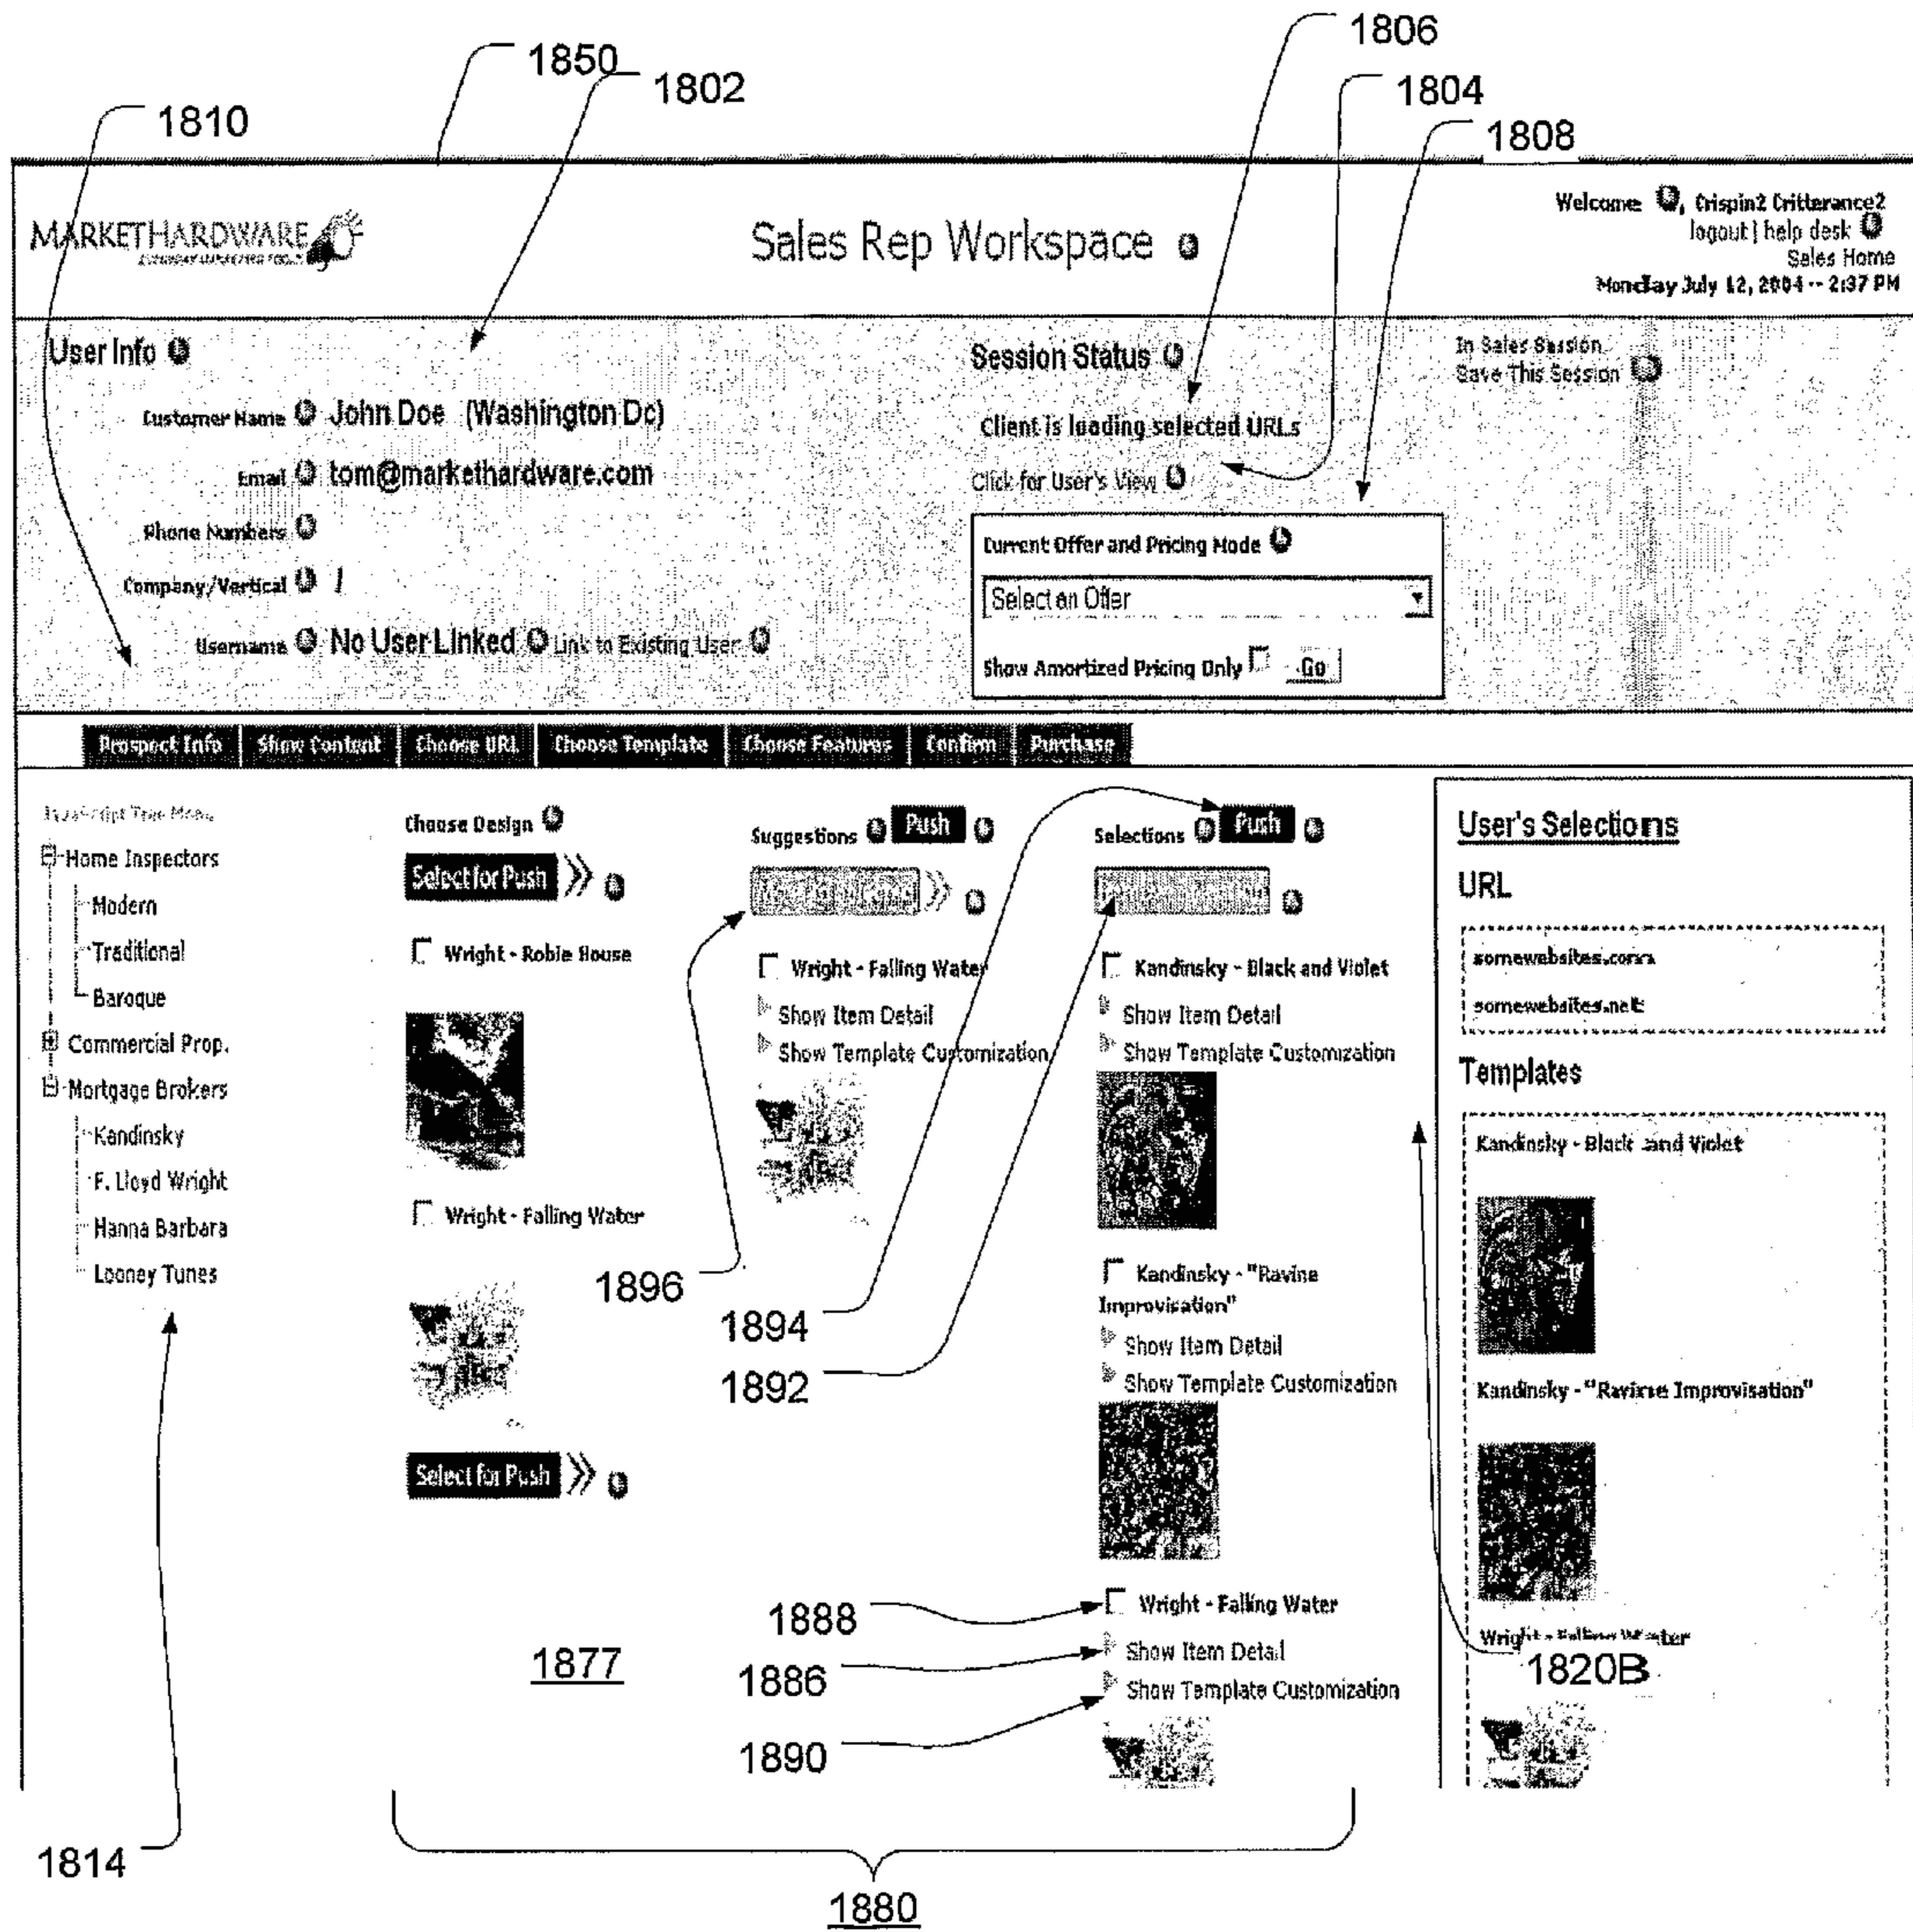 1806
1850
1802
1804
1810
1808
MARKETHARDWARE
Sales Rep Workspace
Welcome , Crispin2 Critterance2
logout | help desk
Sales Home
Monday July 12, 2004 -- 2:37 PM
User Info
Customer Name John Doe (Washington Dc)
Email tom@markethardware.com
Phone Numbers
Company/Vertical /
Username No User Linked Link to Existing User
Session Status
Client is loading selected URLs
Click for User's View
Current Offer and Pricing Mode
Select an Offer
Show Amortized Pricing Only Go
In Sales Session
Save This Session
Prospect Info Show Content Choose URL Choose Template Choose Features Confirm Purchase
JavaScript Tree Menu
Home Inspectors
Modern
Traditional
Baroque
Commercial Prop.
Mortgage Brokers
Kandinsky
F. Lloyd Wright
Hanna Barbara
Looney Tunes
1814
Choose Design
Select for Push
Wright - Robie House
Wright - Falling Water
Select for Push
1877
Suggestions Push
Wright - Falling Water
Show Item Detail
Show Template Customization
1896
1894
1892
1888
1886
1890
Selections Push
Kandinsky - Black and Violet
Show Item Detail
Show Template Customization
Kandinsky - "Ravine
Improvisation"
Show Item Detail
Show Template Customization
Wright - Falling Water
Show Item Detail
Show Template Customization
1880
User's Selections
URL
somewebsites.com
somewebsites.net
Templates
Kandinsky - Black and Violet
Kandinsky - "Ravine Improvisation"
Wright - Falling Water
1820B